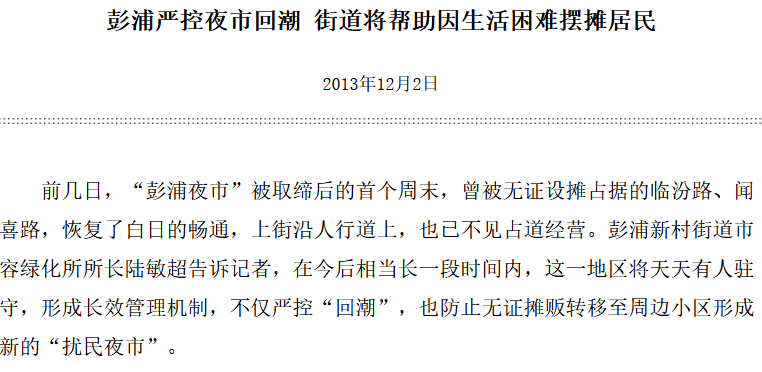 彭浦严控夜市回潮 街道将帮助因生活困难摆摊居民
2013年12月2日
前几日，“彭浦夜市”被取缔后的首个周末，曾被无证设摊占据的临汾路、闻
喜路，恢复了白日的畅通，上街沿人行道上，也已不见占道经营。彭浦新村街道市
容绿化所所长陆敏超告诉记者，在今后相当长一段时间内，这一地区将天天有人驻
守，形成长效管理机制，不仅严控“回潮”，也防止无证摊贩转移至周边小区形成
新的“扰民夜市”。